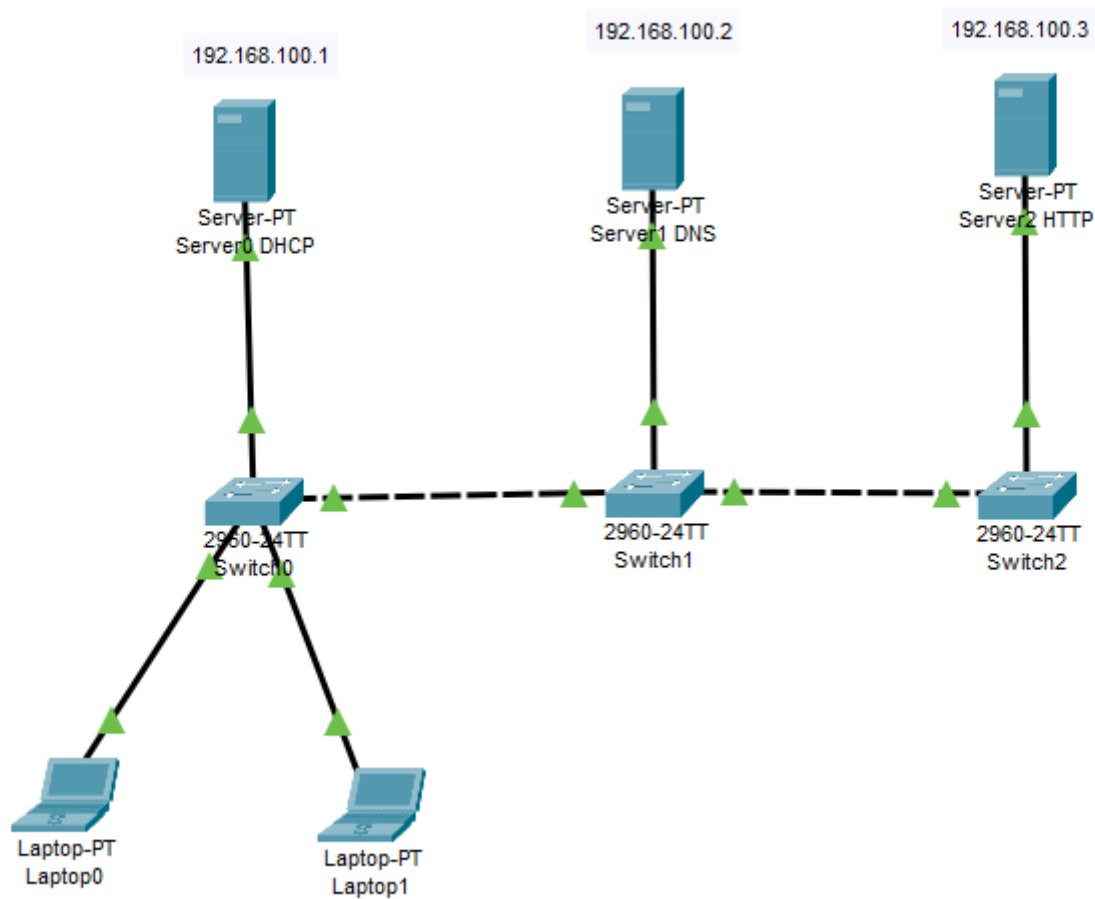 192.168.100.1
192.168.100.2
192.168.100.3
Server-PT
Server0 DHCP
Server-PT
Server1 DNS
Server-PT
Server2 HTTP
2960-24TT
Switch0
2960-24TT
Switch1
2960-24TT
Switch2
Laptop-PT
Laptop0
Laptop-PT
Laptop1